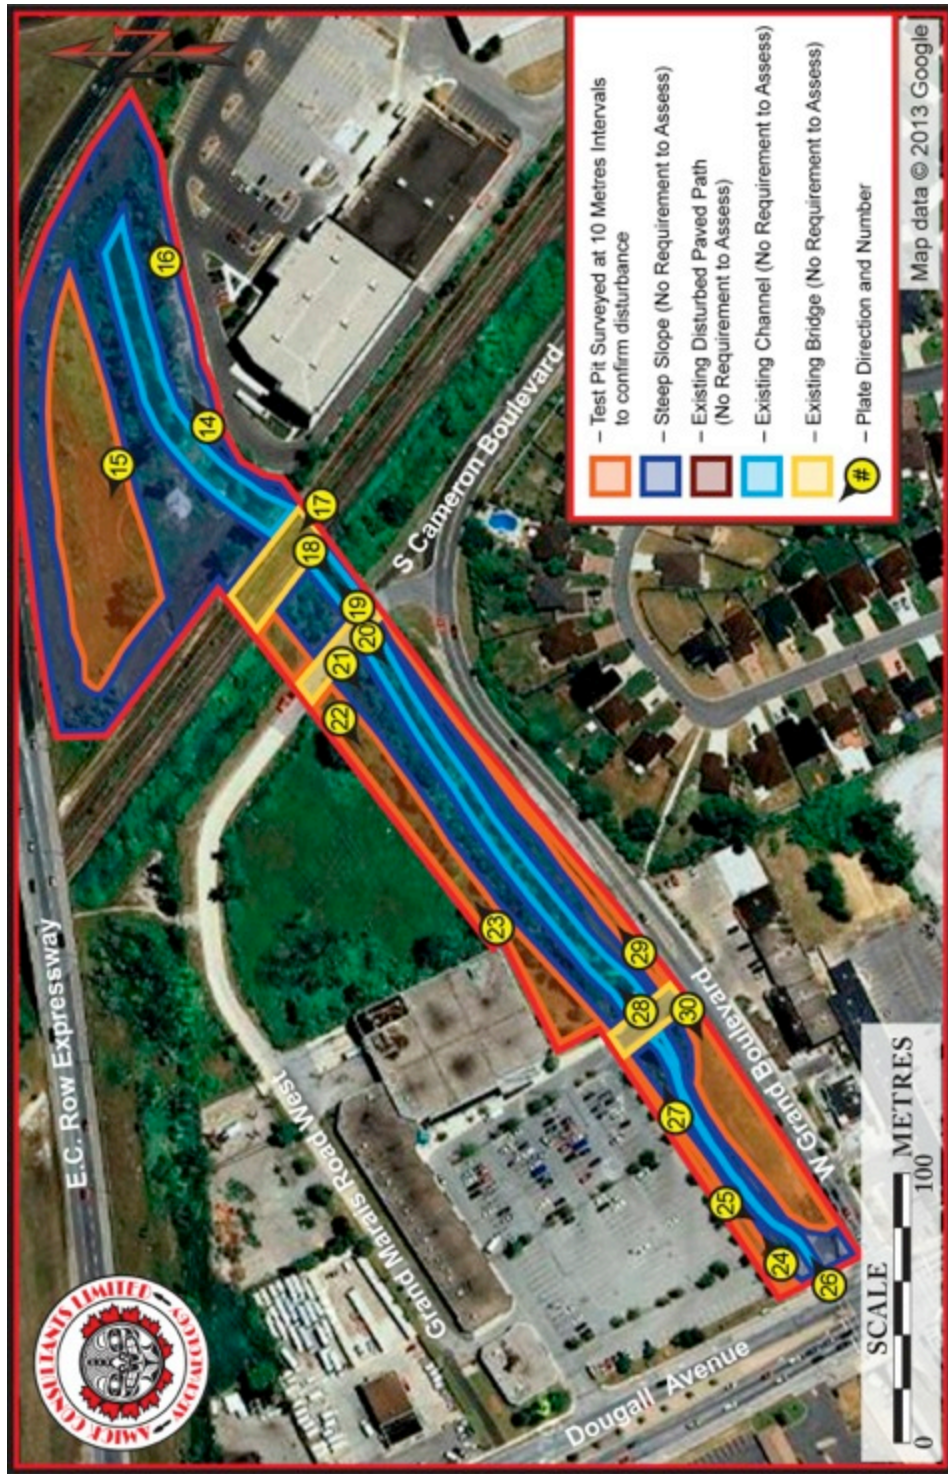 AMICK CONSULTANTS LIMITED
E.C. Row Expressway
Grand Marais Road West
Dougall Avenue
W Grand Boulevard
S Cameron Boulevard
15
16
14
17
18
19
20
21
22
23
29
28
30
27
25
24
26
SCALE
0
100
METRES
– Test Pit Surveyed at 10 Metres Intervals
to confirm disturbance
– Steep Slope (No Requirement to Assess)
– Existing Disturbed Paved Path
(No Requirement to Assess)
– Existing Channel (No Requirement to Assess)
– Existing Bridge (No Requirement to Assess)
#
– Plate Direction and Number
Map data © 2013 Google